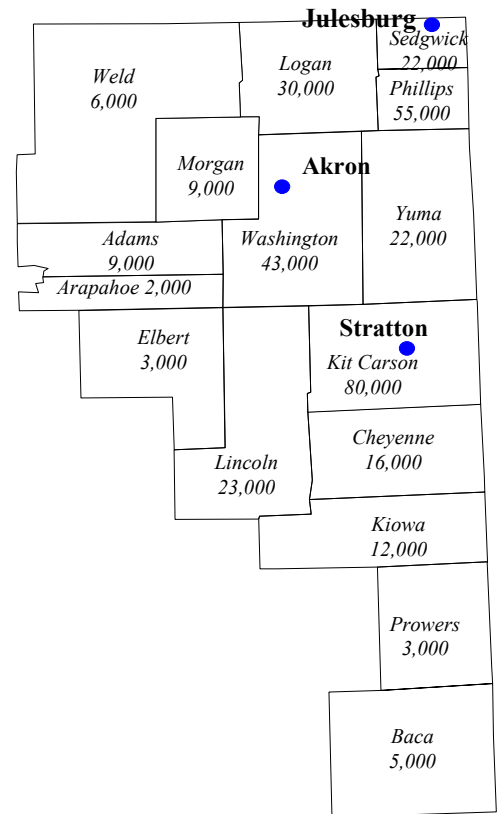 Julesburg
Sedgwick
22,000
Logan
30,000
Weld
6,000
Phillips
55,000
Morgan
9,000
Akron
Yuma
22,000
Adams
9,000
Washington
43,000
Arapahoe 2,000
Elbert
3,000
Stratton
Kit Carson
80,000
Cheyenne
16,000
Lincoln
23,000
Kiowa
12,000
Prowers
3,000
Baca
5,000